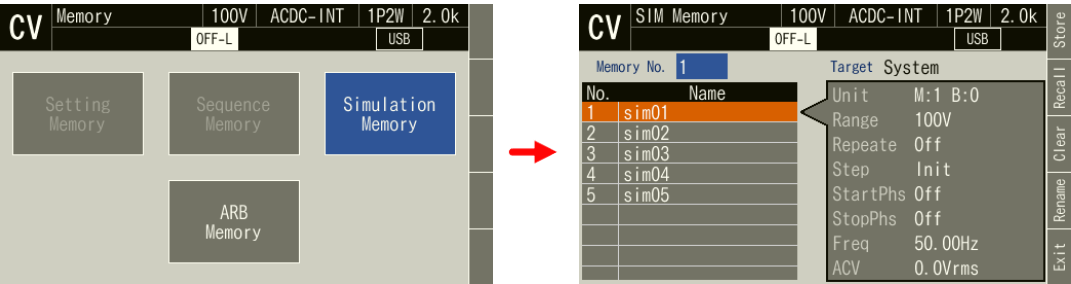 CV Memory 100V ACDC-INT 1P2W 2.0k
OFF-L USB
Setting Memory
Sequence Memory
Simulation Memory
ARB Memory
CV SIM Memory 100V ACDC-INT 1P2W 2.0k
OFF-L USB
Memory No. 1
No. Name
1 sim01
2 sim02
3 sim03
4 sim04
5 sim05
Target System
Unit M:1 B:0
Range 100V
Repeate Off
Step Init
StartPhs Off
StopPhs Off
Freq 50.00Hz
ACV 0.0Vrms
Store
Recall
Clear
Rename
Exit